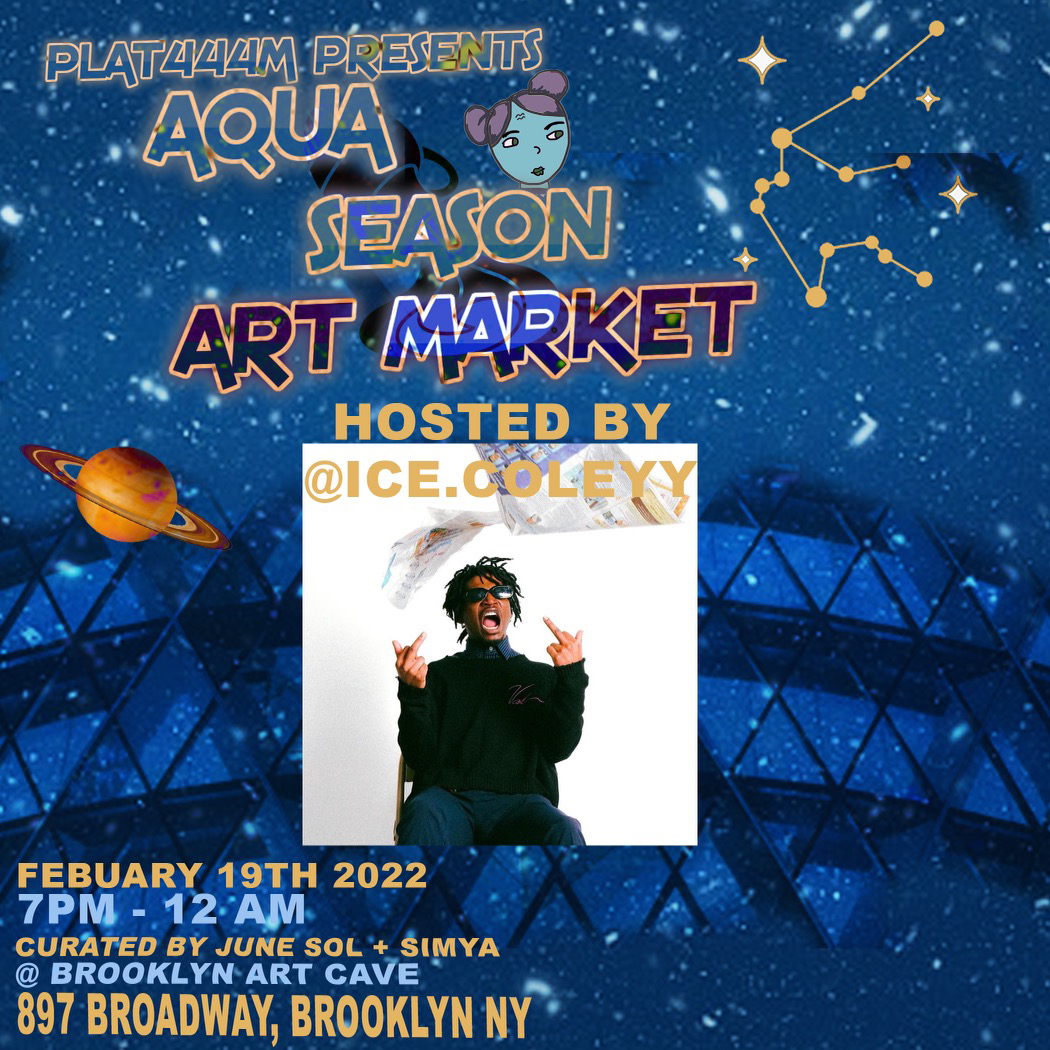 PLAT444M PRESENTS
AQUA
SEASON
ART MARKET
HOSTED BY
@ICE.COLEYY
FEBUARY 19TH 2022
7PM - 12 AM
CURATED BY JUNE SOL + SIMYA
@ BROOKLYN ART CAVE
897 BROADWAY, BROOKLYN NY